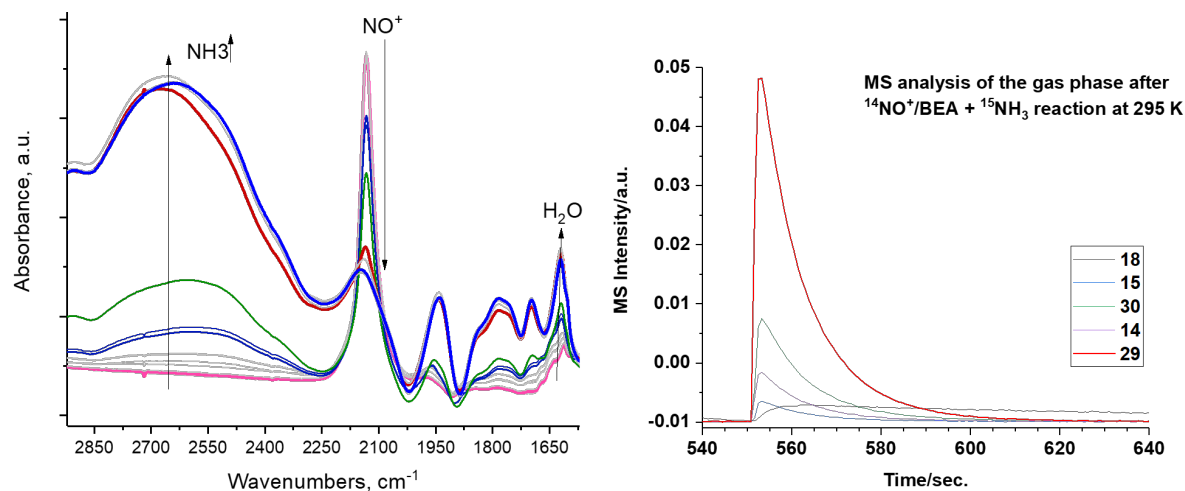 NH3
NO⁺
H₂O
Absorbance, a.u.
2850 2700 2550 2400 2250 2100 1950 1800 1650
Wavenumbers, cm⁻¹
MS analysis of the gas phase after
¹⁴NO⁺/BEA + ¹⁵NH₃ reaction at 295 K
0.05
0.04
0.03
0.02
0.01
0.00
-0.01
MS Intensity/a.u.
18
15
30
14
29
540 560 580 600 620 640
Time/sec.